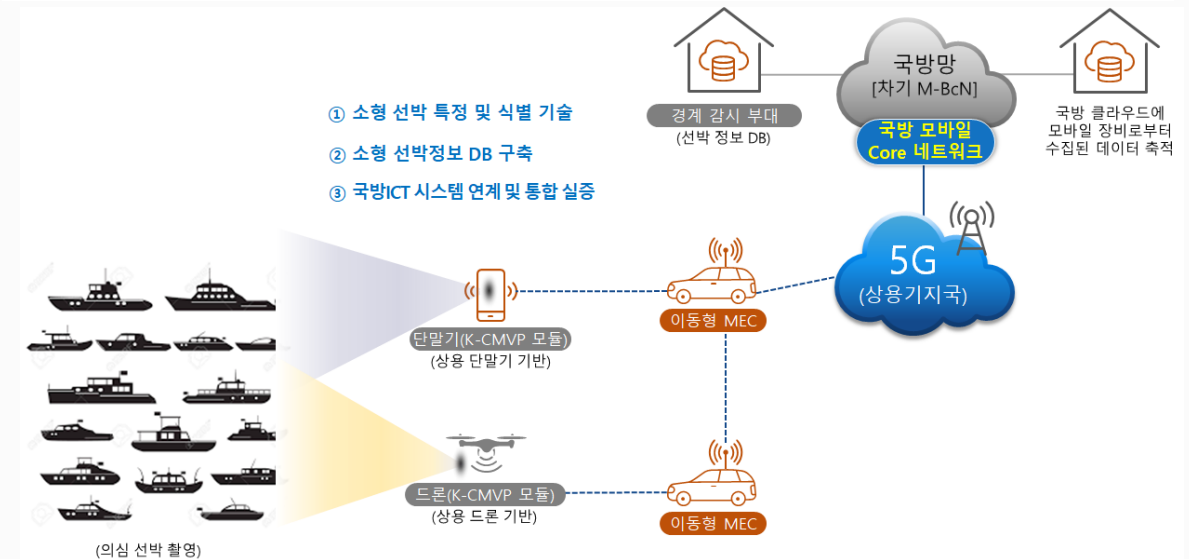 국방망
[차기 M-BcN]
국방 모바일
Core 네트워크
경계 감시 부대
(선박 정보 DB)
국방 클라우드에
모바일 장비로부터
수집된 데이터 축적
① 소형 선박 특정 및 식별 기술
② 소형 선박정보 DB 구축
③ 국방ICT 시스템 연계 및 통합 실증
5G
(상용기지국)
이동형 MEC
단말기(K-CMVP 모듈)
(상용 단말기 기반)
드론(K-CMVP 모듈)
(상용 드론 기반)
이동형 MEC
(의심 선박 촬영)